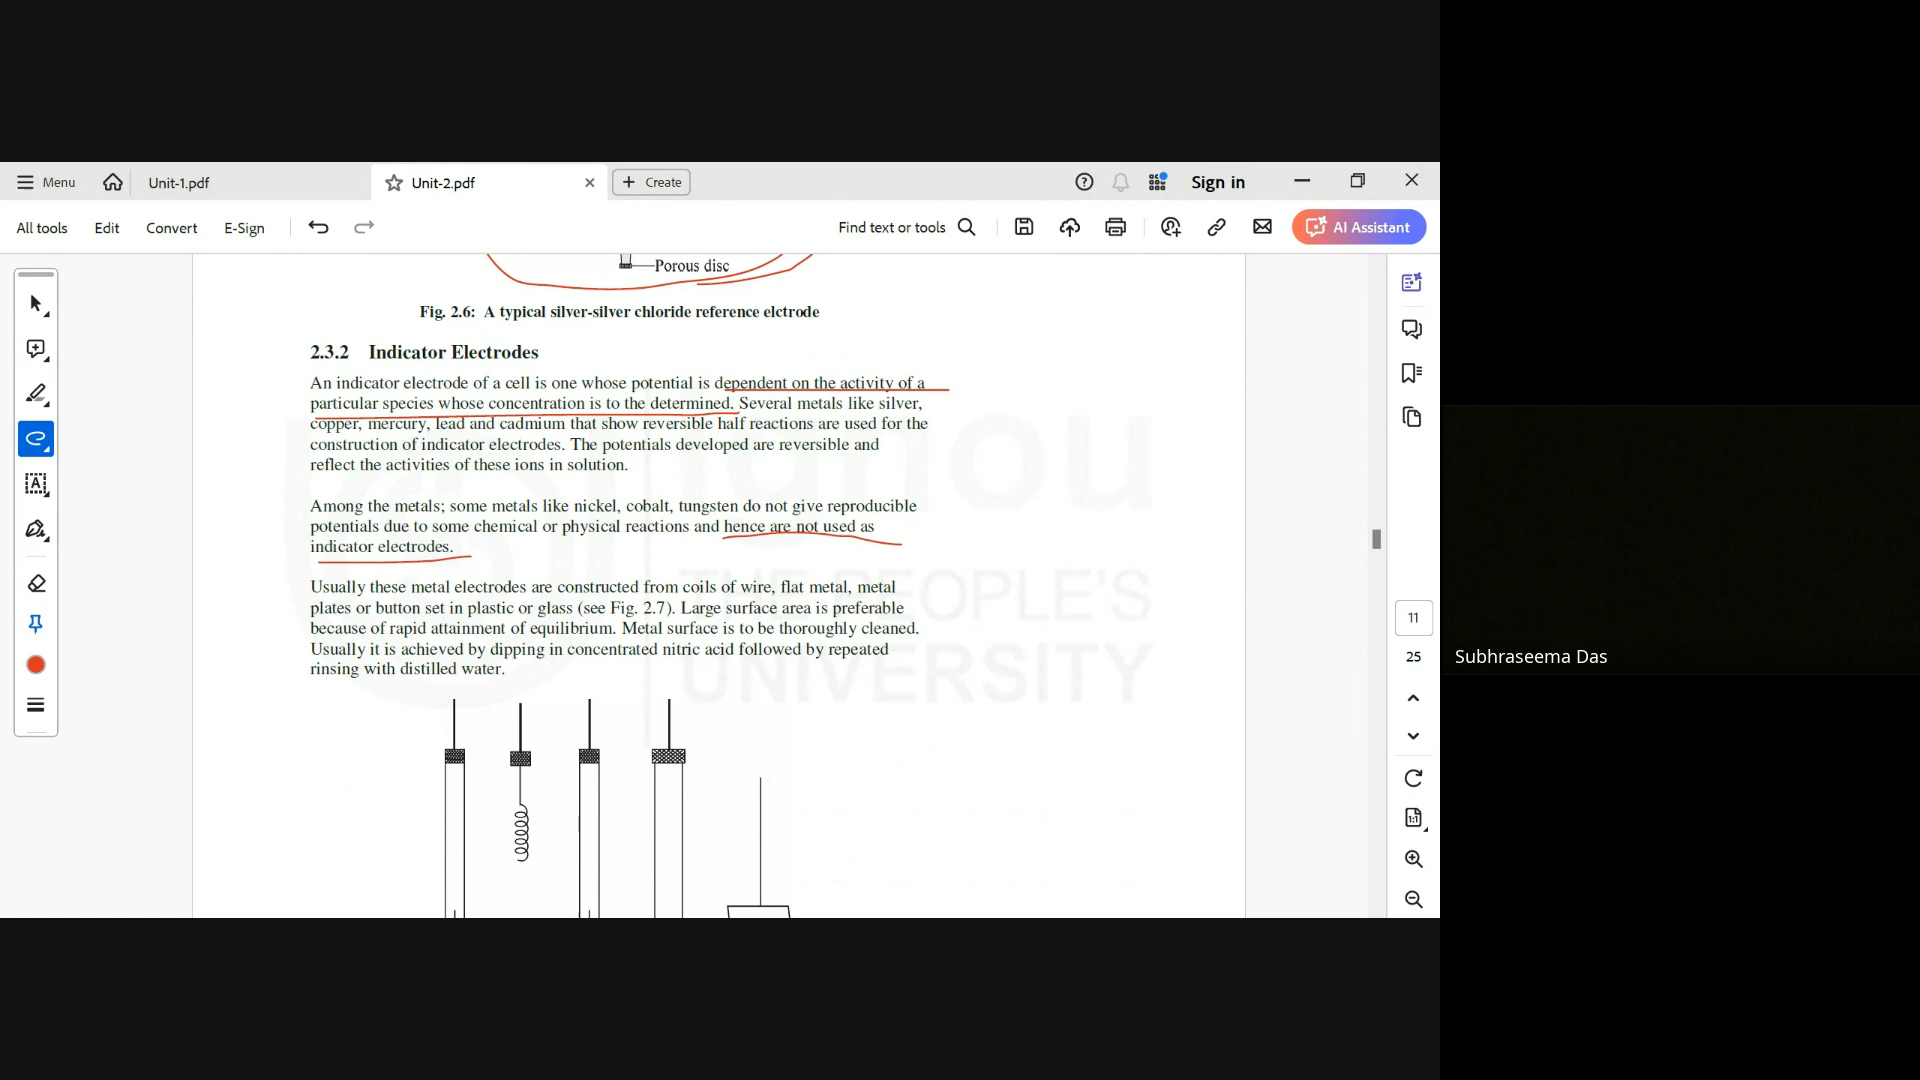 Menu
Unit-1.pdf
Unit-2.pdf
Create
Sign in
All tools
Edit
Convert
E-Sign
Find text or tools
AI Assistant
Porous disc
Fig. 2.6: A typical silver-silver chloride reference elctrode
2.3.2 Indicator Electrodes
An indicator electrode of a cell is one whose potential is dependent on the activity of a
particular species whose concentration is to the determined. Several metals like silver,
copper, mercury, lead and cadmium that show reversible half reactions are used for the
construction of indicator electrodes. The potentials developed are reversible and
reflect the activities of these ions in solution.
Among the metals; some metals like nickel, cobalt, tungsten do not give reproducible
potentials due to some chemical or physical reactions and hence are not used as
indicator electrodes.
Usually these metal electrodes are constructed from coils of wire, flat metal, metal
plates or button set in plastic or glass (see Fig. 2.7). Large surface area is preferable
because of rapid attainment of equilibrium. Metal surface is to be thoroughly cleaned.
Usually it is achieved by dipping in concentrated nitric acid followed by repeated
rinsing with distilled water.
ignou
THE PEOPLE'S
UNIVERSITY
11
25
Subhraseema Das